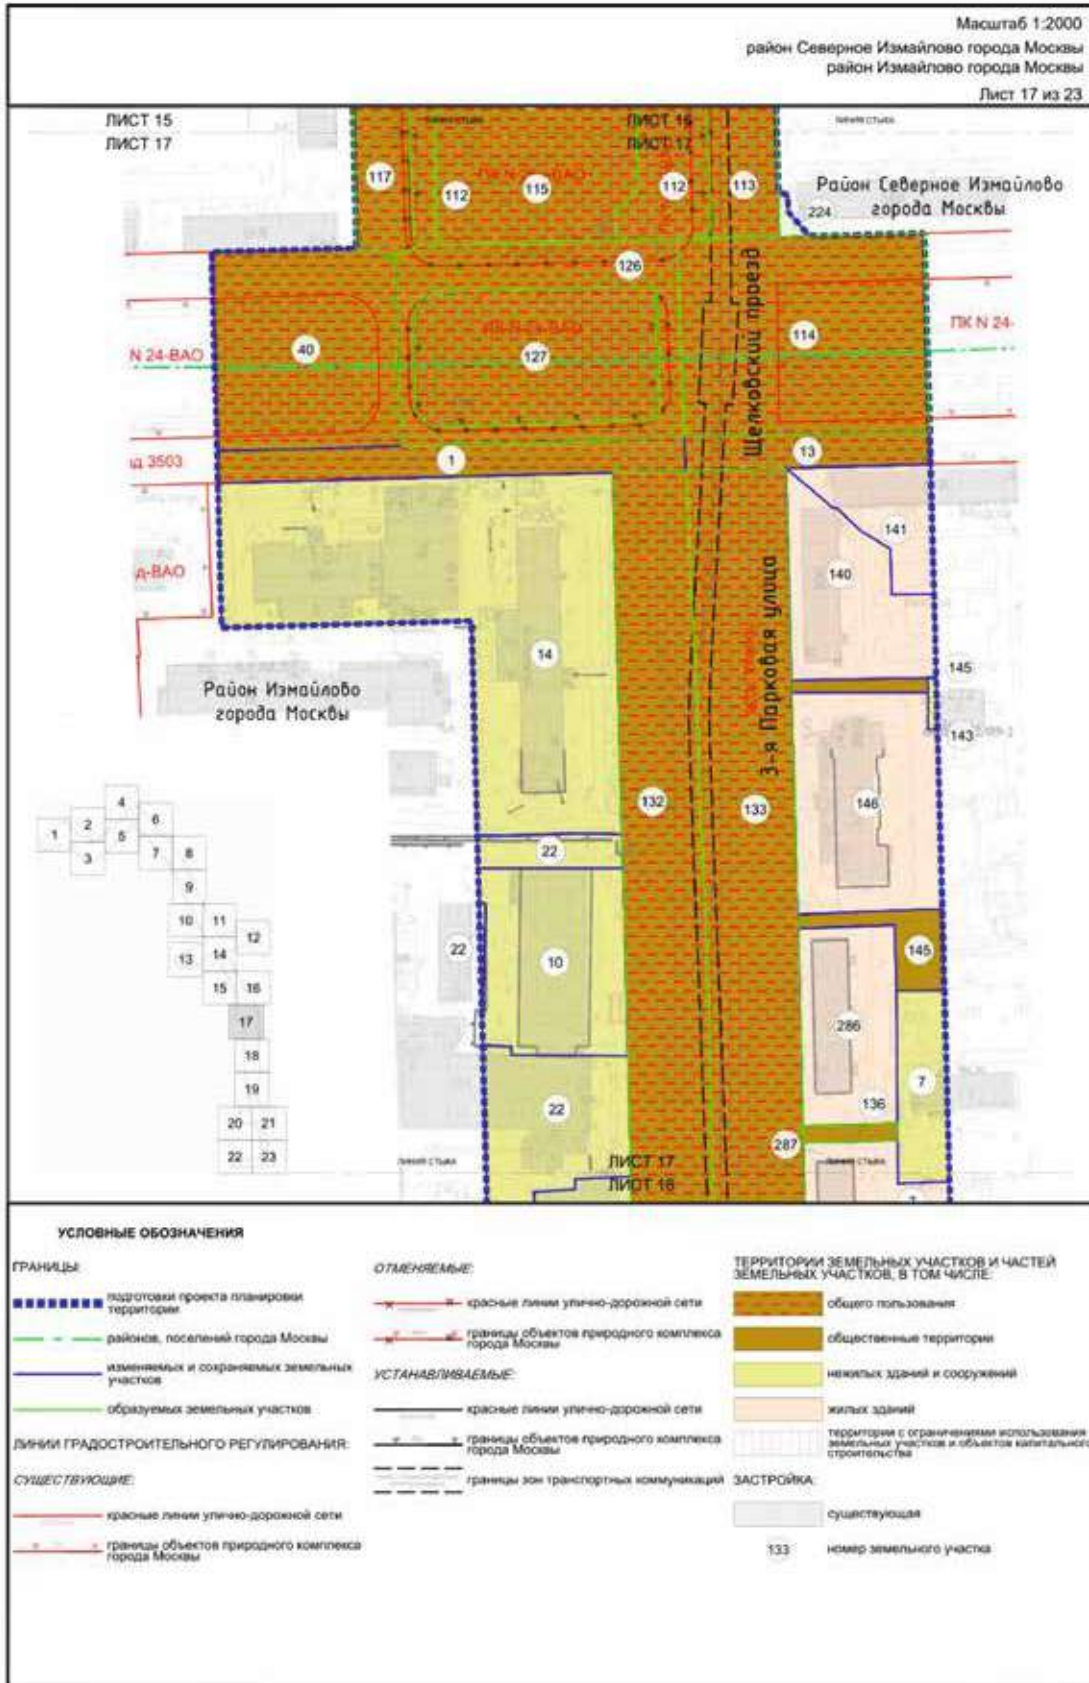 Масштаб 1:2000
район Северное Измайлово города Москвы
район Измайлово города Москвы
Лист 17 из 23
ЛИСТ 15
ЛИСТ 17
ЛИНИЯ СТЫКА
ЛИСТ 16
ЛИСТ 17
ЛИНИЯ СТЫКА
117
112
115
112
113
Район Северное Измайлово
города Москвы
224
126
Щелковский проезд
ПК N 24-
N 24-ВАО
40
127
114
1
13
щ 3503
141
140
д-ВАО
14
145
Район Измайлово
города Москвы
3-я Парковая улица
143
132
133
146
22
22
10
145
286
7
136
22
287
ЛИНИЯ СТЫКА
ЛИСТ 17
ЛИСТ 18
ЛИНИЯ СТЫКА
4
1
2
5
6
3
7
8
9
10
11
12
13
14
15
16
17
18
19
20
21
22
23
УСЛОВНЫЕ ОБОЗНАЧЕНИЯ
ГРАНИЦЫ:
подготовки проекта планировки
территории
районов, поселений города Москвы
изменяемых и сохраняемых земельных
участков
образуемых земельных участков
ЛИНИИ ГРАДОСТРОИТЕЛЬНОГО РЕГУЛИРОВАНИЯ:
СУЩЕСТВУЮЩИЕ:
красные линии улично-дорожной сети
границы объектов природного комплекса
города Москвы
ОТМЕНЯЕМЫЕ:
красные линии улично-дорожной сети
границы объектов природного комплекса
города Москвы
УСТАНАВЛИВАЕМЫЕ:
красные линии улично-дорожной сети
границы объектов природного комплекса
города Москвы
границы зон транспортных коммуникаций
ТЕРРИТОРИИ ЗЕМЕЛЬНЫХ УЧАСТКОВ И ЧАСТЕЙ
ЗЕМЕЛЬНЫХ УЧАСТКОВ, В ТОМ ЧИСЛЕ:
общего пользования
общественные территории
нежилых зданий и сооружений
жилых зданий
территории с ограничениями использования
земельных участков и объектов капитального
строительства
ЗАСТРОЙКА:
существующая
133
номер земельного участка